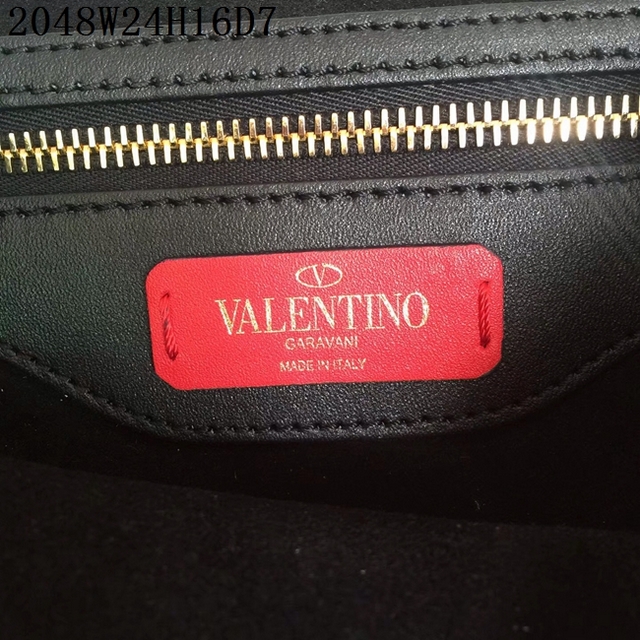 2048W24H16D7
V
VALENTINO
GARAVANI
MADE IN ITALY